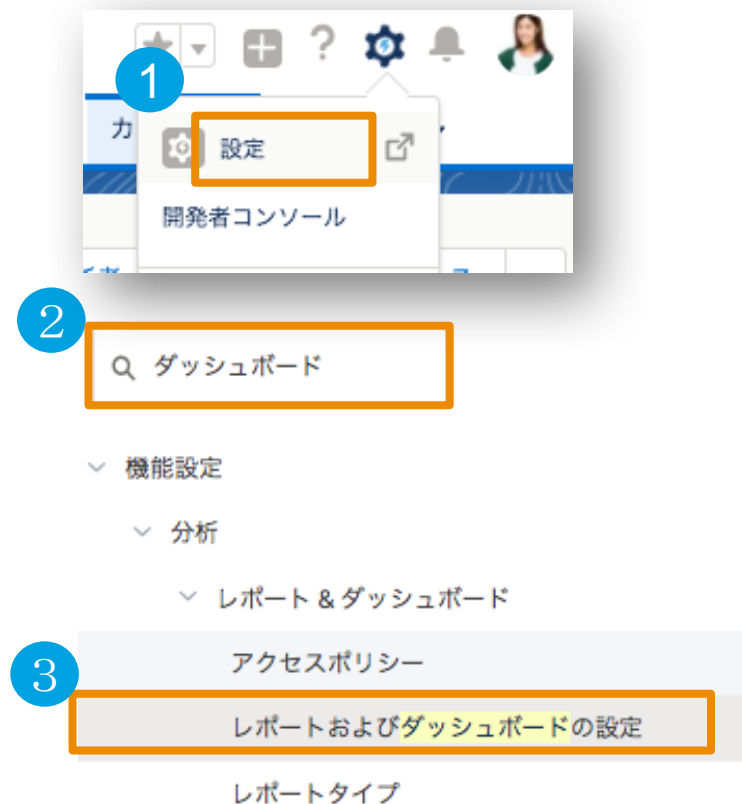 1
カ
設定
開発者コンソール
2
ダッシュボード
機能設定
分析
レポート & ダッシュボード
アクセスポリシー
3
レポートおよびダッシュボードの設定
レポートタイプ